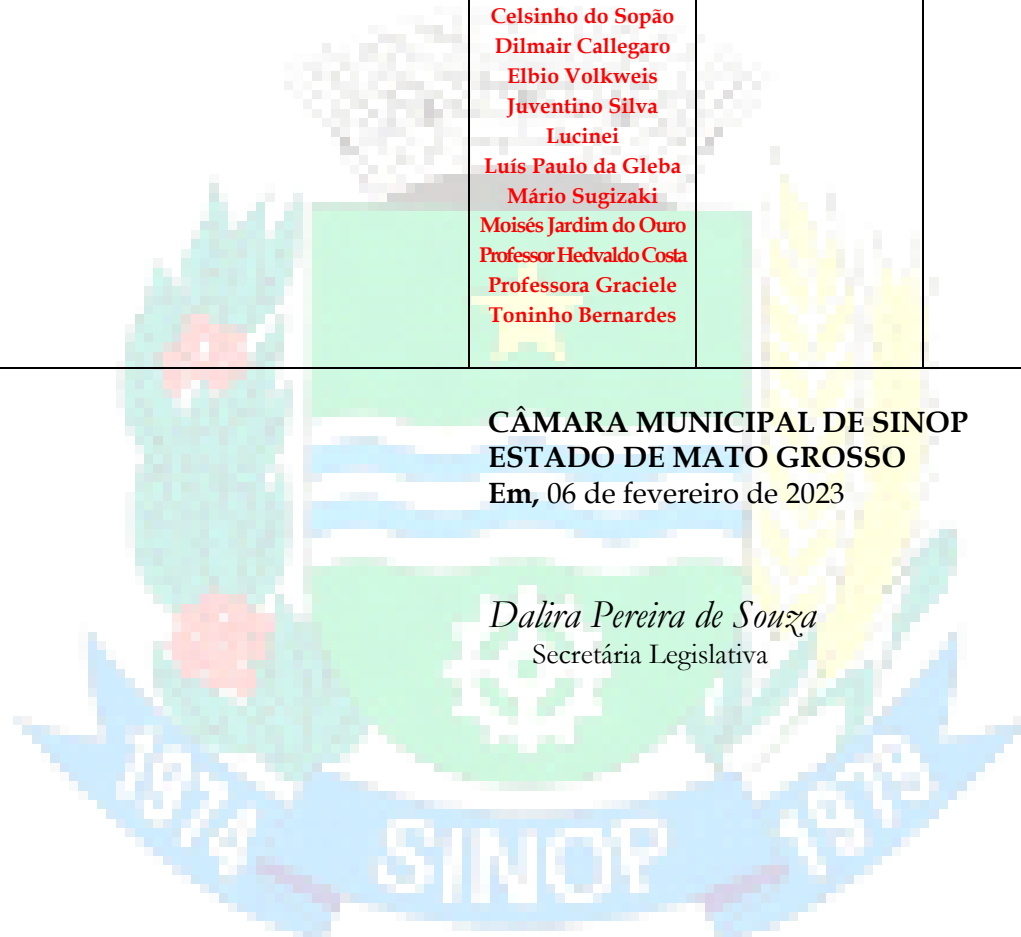 Celsinho do Sopão
Dilmair Callegaro
Elbio Volkweis
Juventino Silva
Lucinei
Luís Paulo da Gleba
Mário Sugizaki
Moisés Jardim do Ouro
Professor Hedvaldo Costa
Professora Graciele
Toninho Bernardes
CÂMARA MUNICIPAL DE SINOP
ESTADO DE MATO GROSSO
Em, 06 de fevereiro de 2023
Dalira Pereira de Souza
Secretária Legislativa
1974 SINOP 1979